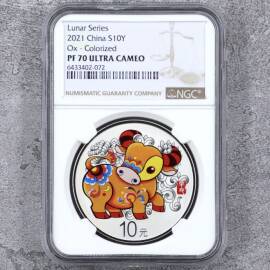 Lunar Series
2021 China S10Y
Ox - Colorized
PF 70 ULTRA CAMEO
6433402-072
NUMISMATIC GUARANTY COMPANY
NGC
10元